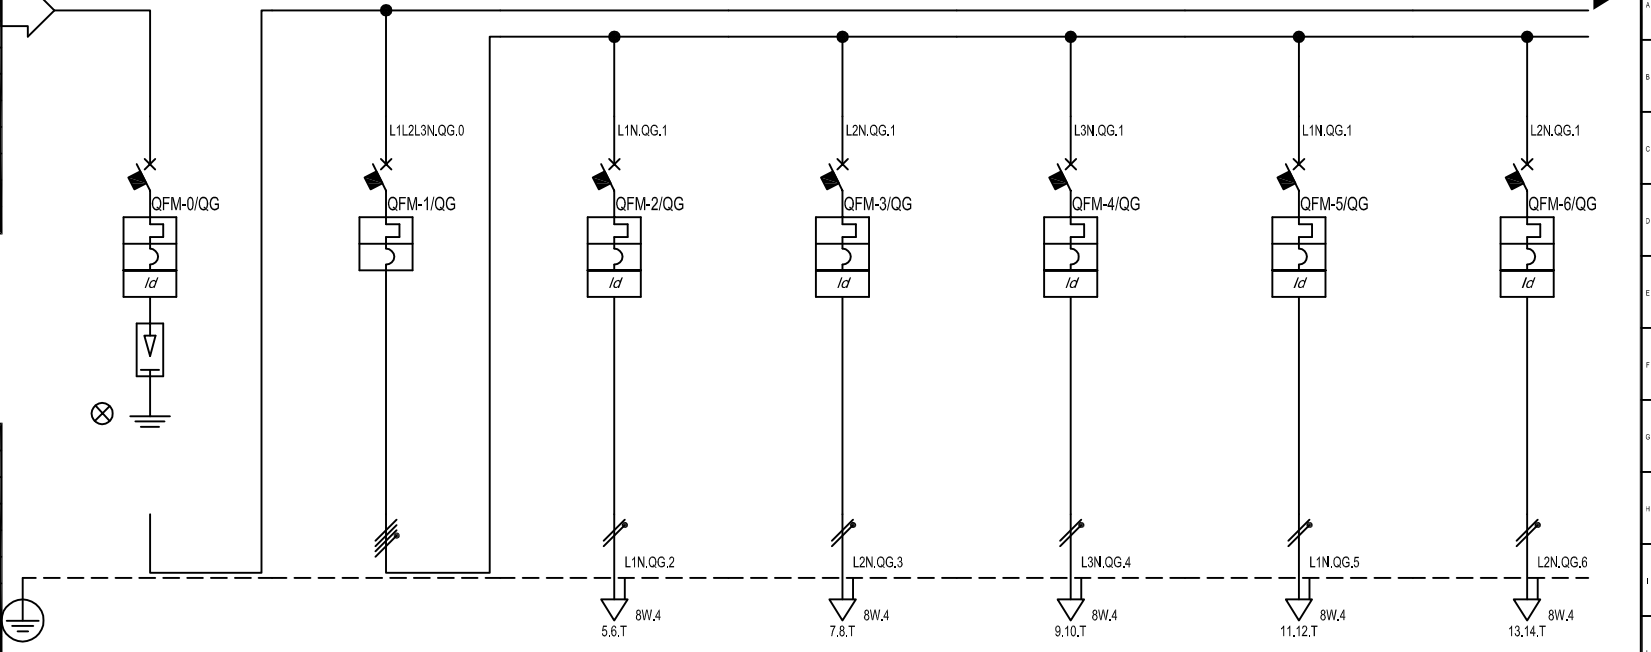 A
B
L1L2L3N.QG.0 L1N.QG.1 L2N.QG.1 L3N.QG.1 L1N.QG.1 L2N.QG.1
C
QFM-0/QG QFM-1/QG QFM-2/QG QFM-3/QG QFM-4/QG QFM-5/QG QFM-6/QG
D
Id Id Id Id Id Id
E
F
G
H
L1N.QG.2 L2N.QG.3 L3N.QG.4 L1N.QG.5 L2N.QG.6
I
8W.4 8W.4 8W.4 8W.4 8W.4
5.6.T 7.8.T 9.10.T 11.12.T 13.14.T